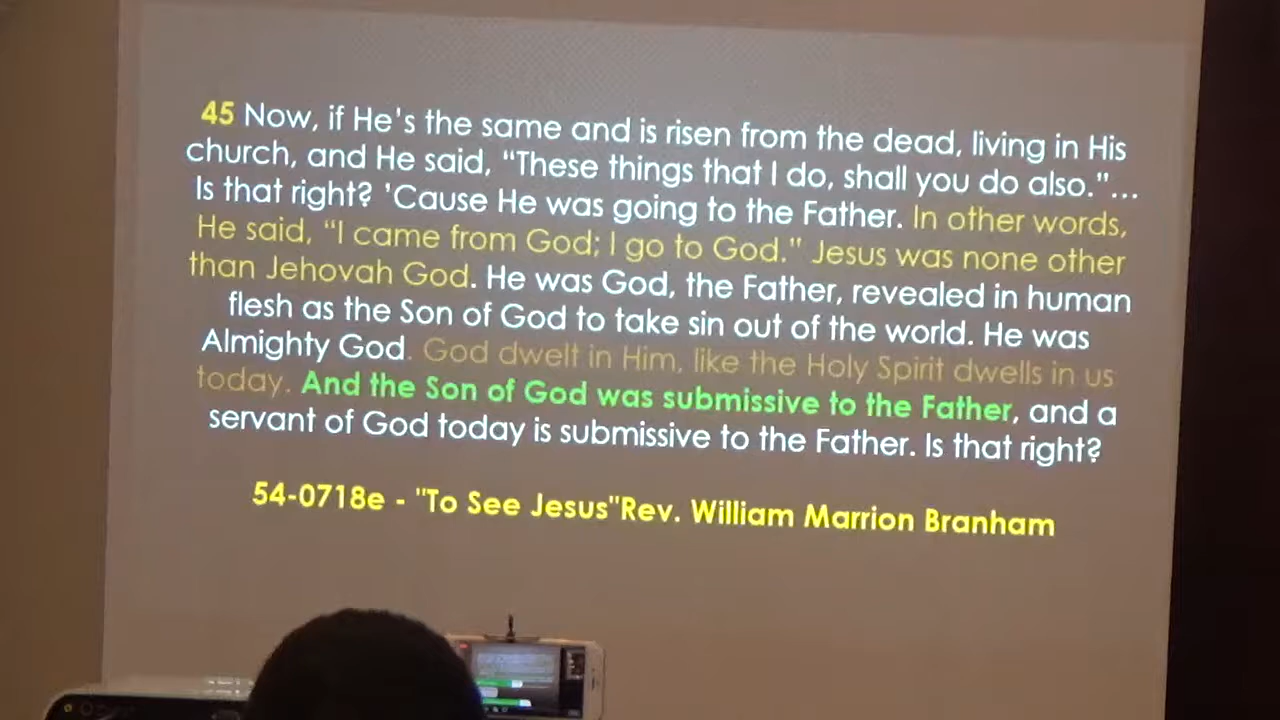 45 Now, if He's the same and is risen from the dead, living in His
church, and He said, “These things that I do, shall you do also.”...
Is that right? 'Cause He was going to the Father. In other words,
He said, “I came from God; I go to God.” Jesus was none other
than Jehovah God. He was God, the Father, revealed in human
flesh as the Son of God to take sin out of the world. He was
Almighty God. God dwelt in Him, like the Holy Spirit dwells in us
today. And the Son of God was submissive to the Father, and a
servant of God today is submissive to the Father. Is that right?
54-0718e - "To See Jesus"Rev. William Marrion Branham